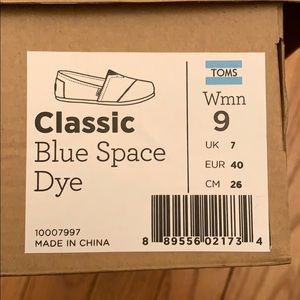 TOMS
Classic
Blue Space
Dye
Wmn
9
UK 7
EUR 40
CM 26
10007997
MADE IN CHINA
8 89556 02173 4